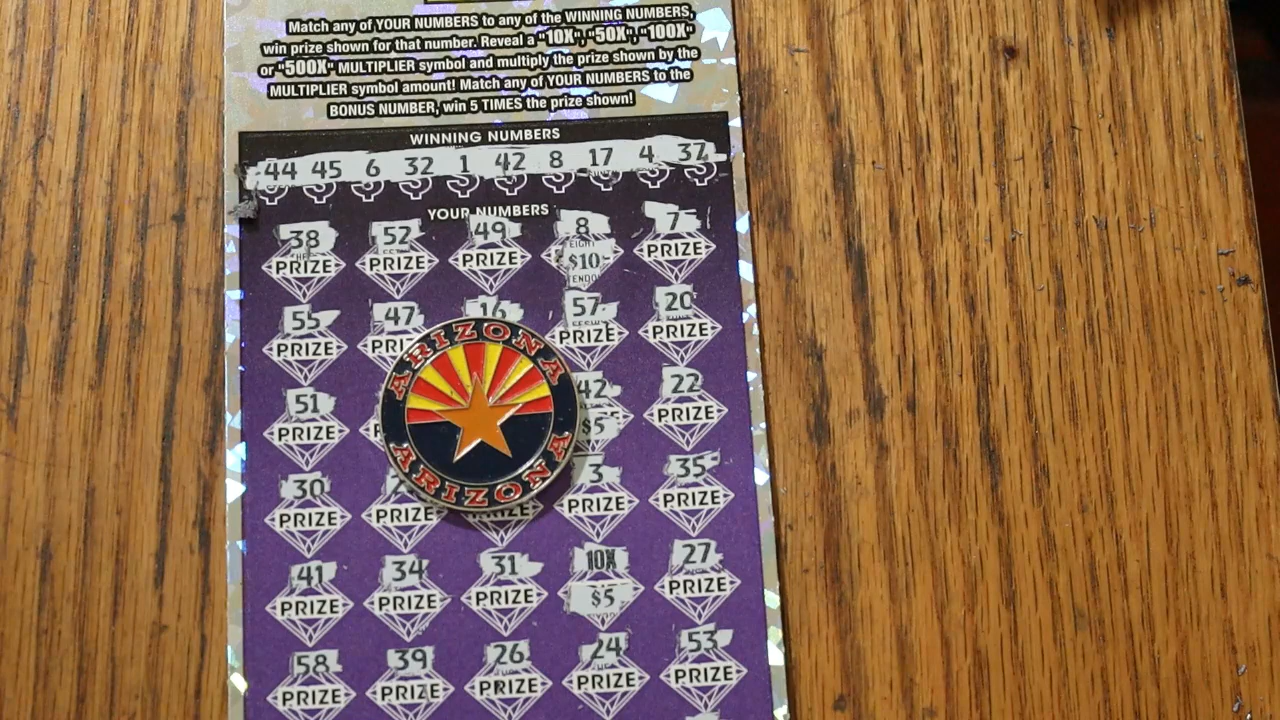 Match any of YOUR NUMBERS to any of the WINNING NUMBERS,
win prize shown for that number. Reveal a "10X", "50X", "100X"
or "500X" MULTIPLIER symbol and multiply the prize shown by the
MULTIPLIER symbol amount! Match any of YOUR NUMBERS to the
BONUS NUMBER, win 5 TIMES the prize shown!
WINNING NUMBERS
44 45 6 32 1 42 8 17 4 37
YOUR NUMBERS
38 52 49 8 7
EIGHT
PRIZE PRIZE PRIZE $10 PRIZE
55 47 16 57 20
PRIZE PRIZE PRIZE
ARIZONA
51 42 22
PRIZE $5 PRIZE
ARIZONA
30 3 35
PRIZE PRIZE PRIZE PRIZE
41 34 31 10X 27
PRIZE PRIZE PRIZE $5 PRIZE
58 39 26 24 53
PRIZE PRIZE PRIZE PRIZE PRIZE